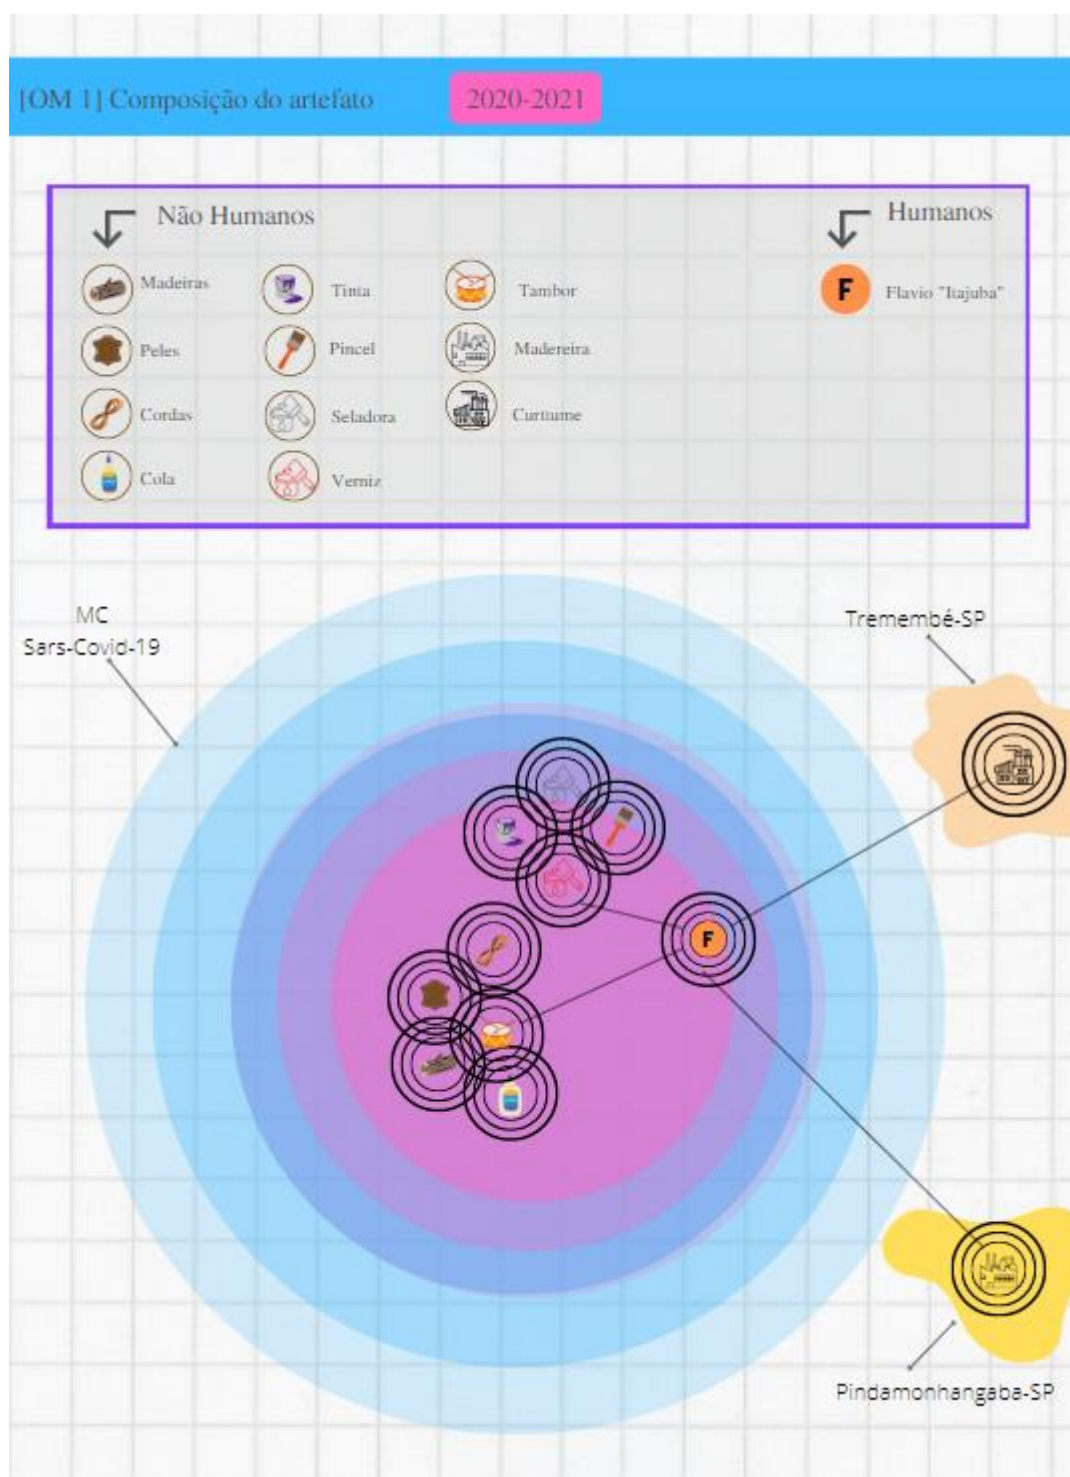 [OM 1] Composição do artefato 2020-2021
Não Humanos
Humanos
Madeiras
Tinta
Tambor
F
Flavio "Itajuba"
Peles
Pincel
Madereira
Cordas
Seladora
Curtume
Cola
Verniz
MC
Sars-Covid-19
Tremembé-SP
F
Pindamonhangaba-SP